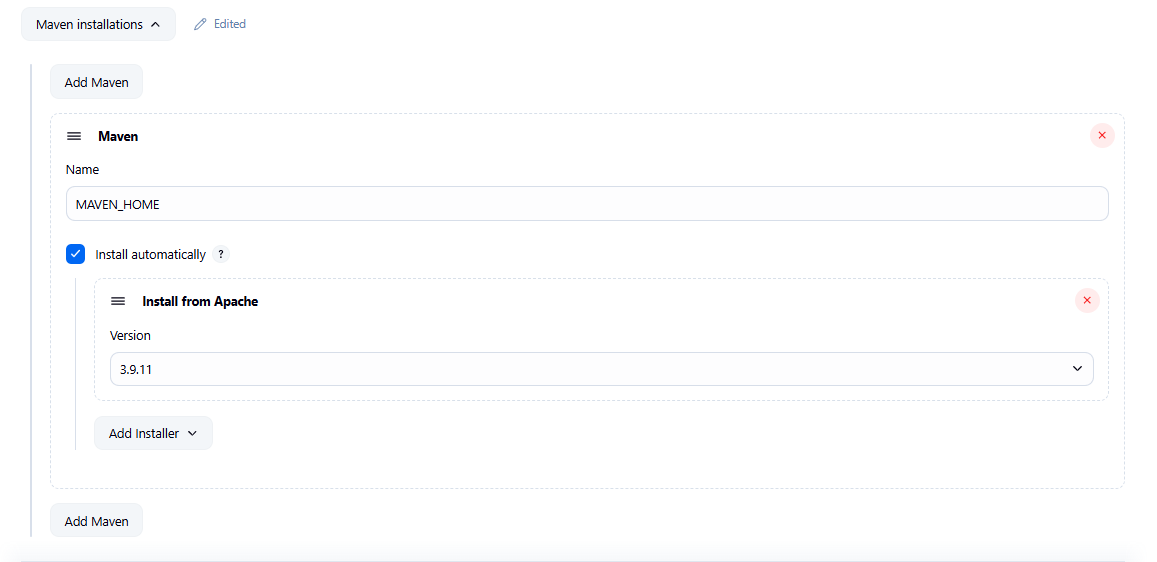 Maven installations
Edited
Add Maven
Maven
Name
MAVEN_HOME
Install automatically ?
Install from Apache
Version
3.9.11
Add Installer
Add Maven